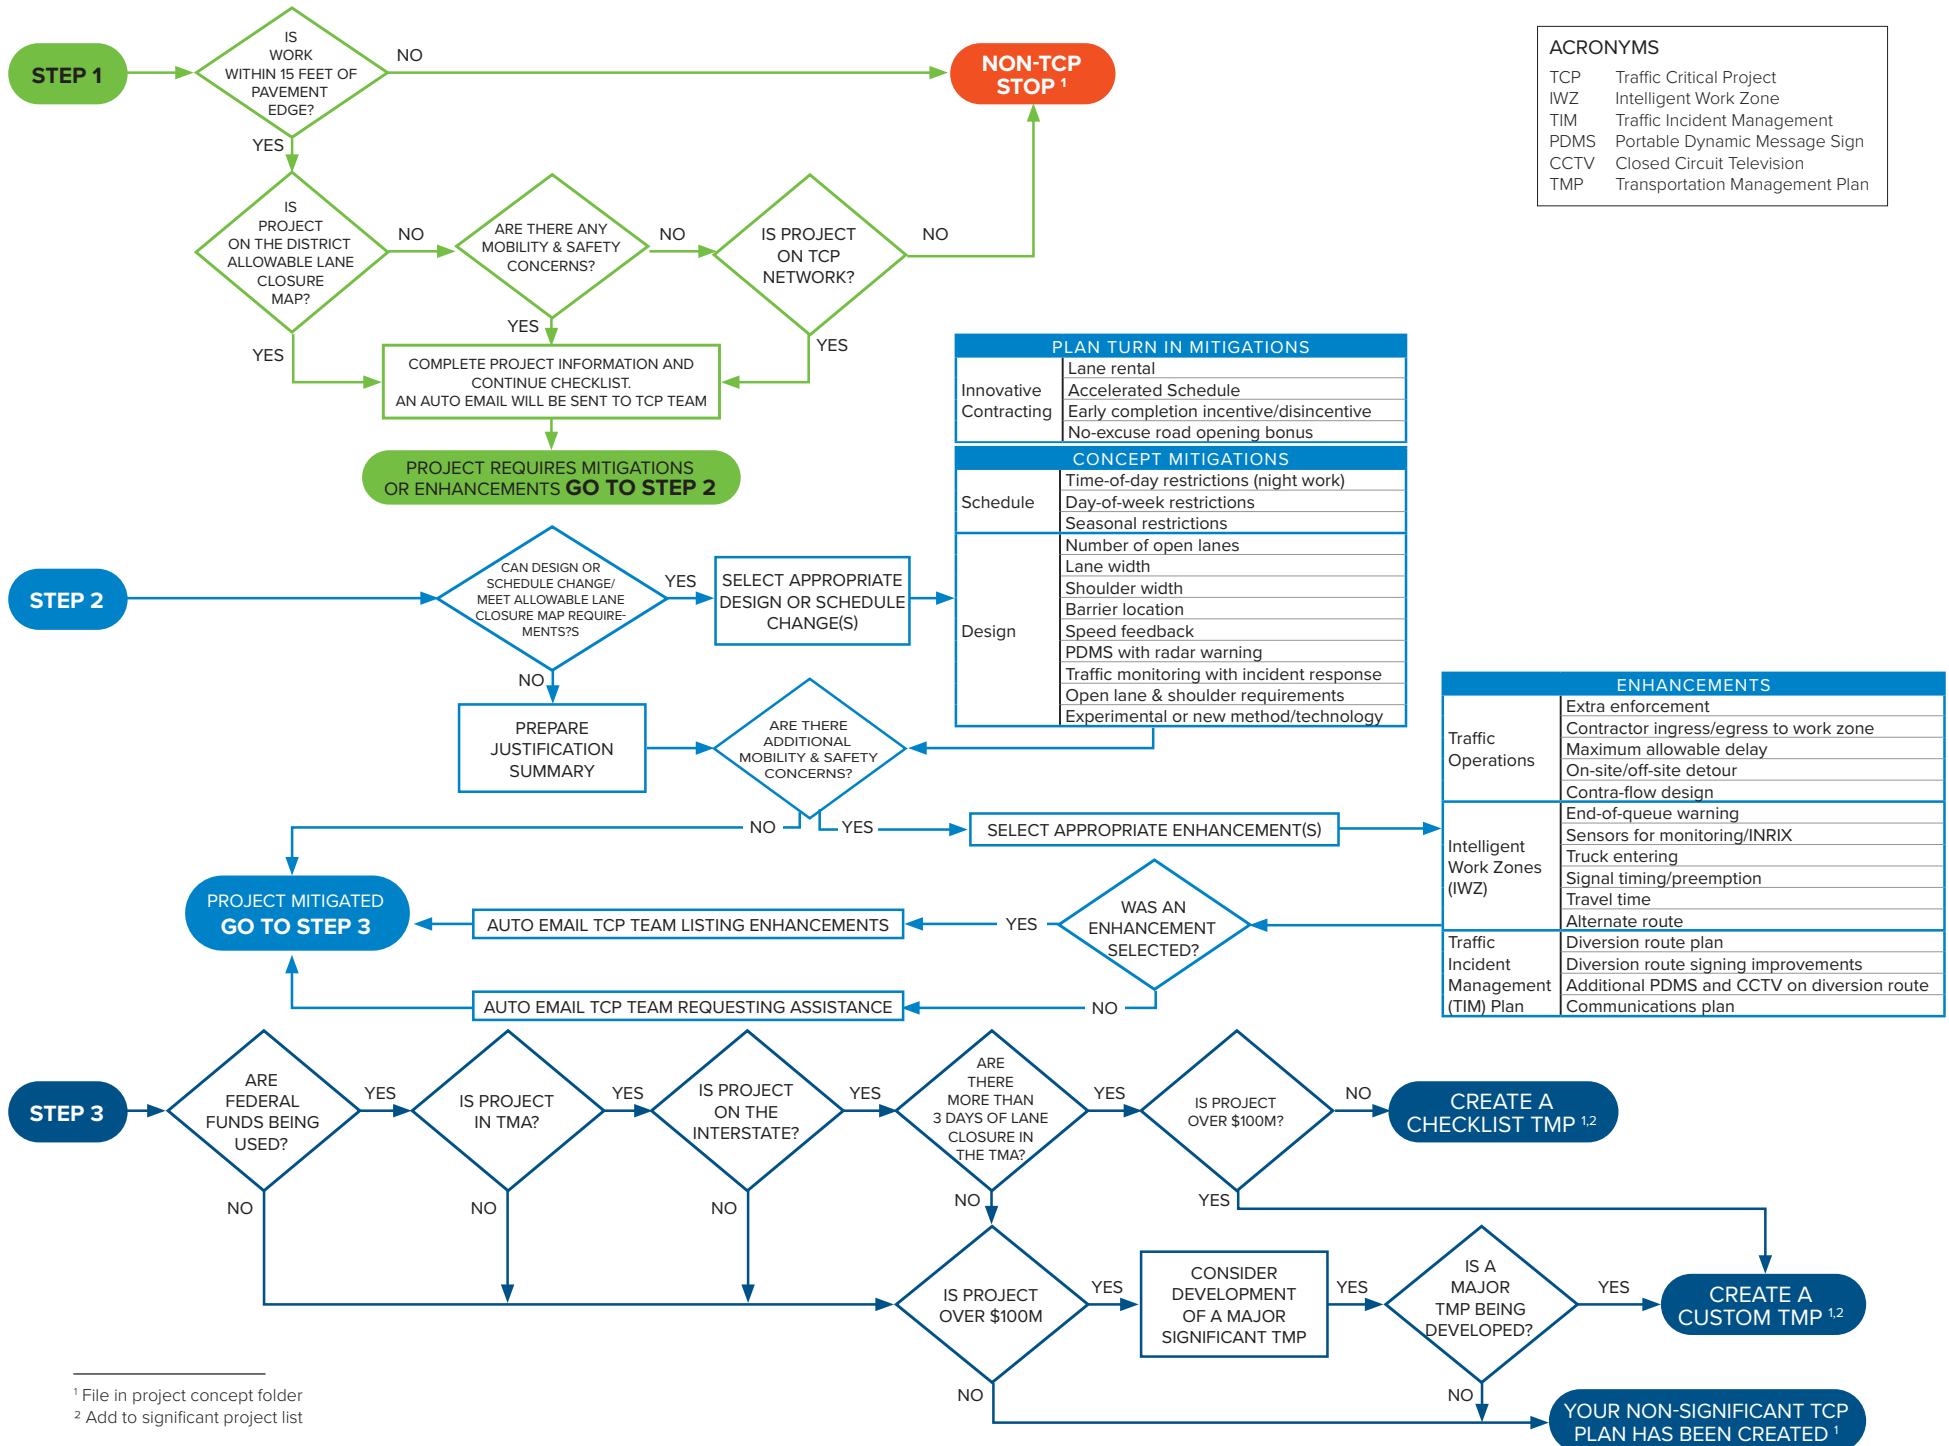 STEP 1
IS
WORK
WITHIN 15 FEET OF
PAVEMENT
EDGE?
NO
NON-TCP
STOP ¹
YES
IS
PROJECT
ON THE DISTRICT
ALLOWABLE LANE
CLOSURE
MAP?
NO
ARE THERE ANY
MOBILITY & SAFETY
CONCERNS?
NO
IS PROJECT
ON TCP
NETWORK?
NO
YES
YES
YES
COMPLETE PROJECT INFORMATION AND
CONTINUE CHECKLIST.
AN AUTO EMAIL WILL BE SENT TO TCP TEAM
PROJECT REQUIRES MITIGATIONS
OR ENHANCEMENTS GO TO STEP 2
ACRONYMS
TCP Traffic Critical Project
IWZ Intelligent Work Zone
TIM Traffic Incident Management
PDMS Portable Dynamic Message Sign
CCTV Closed Circuit Television
TMP Transportation Management Plan
STEP 2
CAN DESIGN OR
SCHEDULE CHANGE/
MEET ALLOWABLE LANE
CLOSURE MAP REQUIRE-
MENTS?S
YES
SELECT APPROPRIATE
DESIGN OR SCHEDULE
CHANGE(S)
NO
PREPARE
JUSTIFICATION
SUMMARY
PLAN TURN IN MITIGATIONS
Innovative
Contracting
Lane rental
Accelerated Schedule
Early completion incentive/disincentive
No-excuse road opening bonus
CONCEPT MITIGATIONS
Schedule
Time-of-day restrictions (night work)
Day-of-week restrictions
Seasonal restrictions
Design
Number of open lanes
Lane width
Shoulder width
Barrier location
Speed feedback
PDMS with radar warning
Traffic monitoring with incident response
Open lane & shoulder requirements
Experimental or new method/technology
ARE THERE
ADDITIONAL
MOBILITY & SAFETY
CONCERNS?
NO
YES
SELECT APPROPRIATE ENHANCEMENT(S)
ENHANCEMENTS
Traffic
Operations
Extra enforcement
Contractor ingress/egress to work zone
Maximum allowable delay
On-site/off-site detour
Contra-flow design
Intelligent
Work Zones
(IWZ)
End-of-queue warning
Sensors for monitoring/INRIX
Truck entering
Signal timing/preemption
Travel time
Alternate route
Traffic
Incident
Management
(TIM) Plan
Diversion route plan
Diversion route signing improvements
Additional PDMS and CCTV on diversion route
Communications plan
WAS AN
ENHANCEMENT
SELECTED?
YES
AUTO EMAIL TCP TEAM LISTING ENHANCEMENTS
NO
AUTO EMAIL TCP TEAM REQUESTING ASSISTANCE
PROJECT MITIGATED
GO TO STEP 3
STEP 3
ARE
FEDERAL
FUNDS BEING
USED?
YES
IS PROJECT
IN TMA?
YES
IS PROJECT
ON THE
INTERSTATE?
YES
ARE
THERE
MORE THAN
3 DAYS OF LANE
CLOSURE IN
THE TMA?
YES
IS PROJECT
OVER $100M?
NO
CREATE A
CHECKLIST TMP ¹,²
NO
NO
NO
NO
YES
IS PROJECT
OVER $100M
YES
CONSIDER
DEVELOPMENT
OF A MAJOR
SIGNIFICANT TMP
YES
IS A
MAJOR
TMP BEING
DEVELOPED?
YES
CREATE A
CUSTOM TMP ¹,²
NO
NO
YOUR NON-SIGNIFICANT TCP
PLAN HAS BEEN CREATED ¹
¹ File in project concept folder
² Add to significant project list